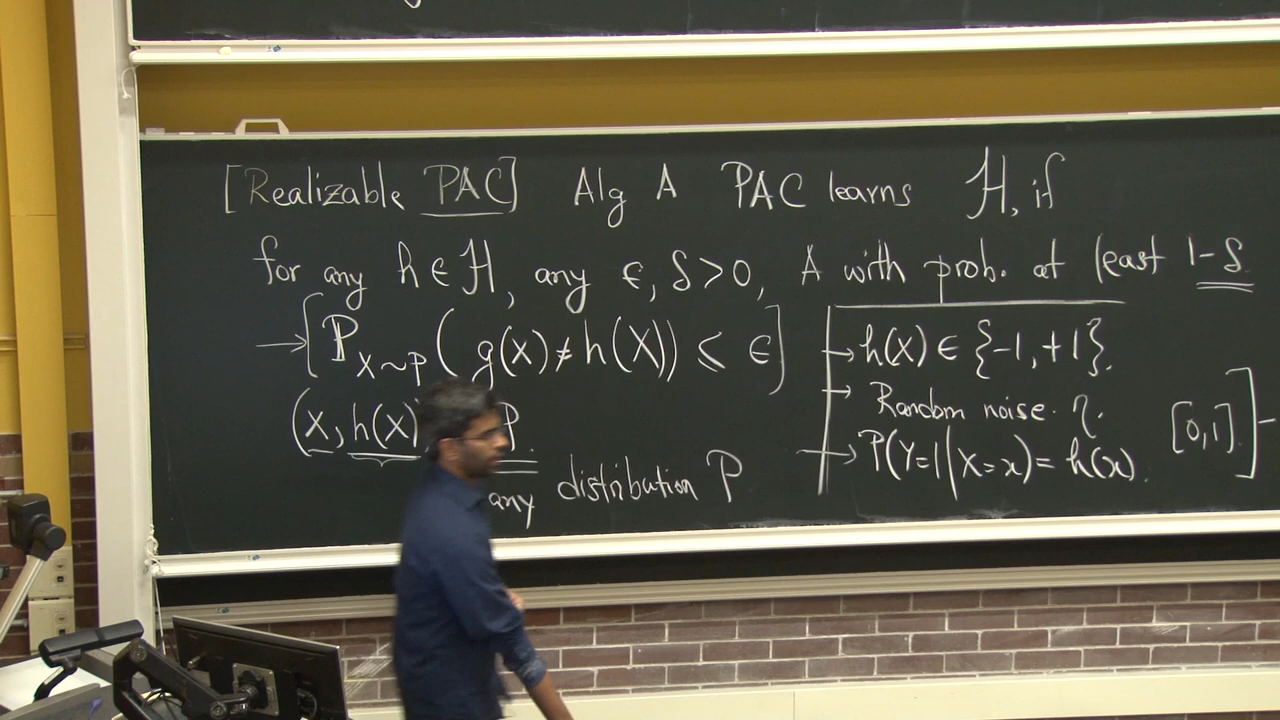 [Realizable PAC] Alg A PAC learns H, if
for any h ∈ H, any ϵ, δ > 0, A with prob. at least 1-δ
→ [P_{X∼P} (g(X) ≠ h(X)) ≤ ϵ]
(X, h(X) P.
any distribution P
→ h(X) ∈ {-1, +1}.
→ Random noise. η.
→ P(Y=1|X=x) = h(x). [0,1].]-